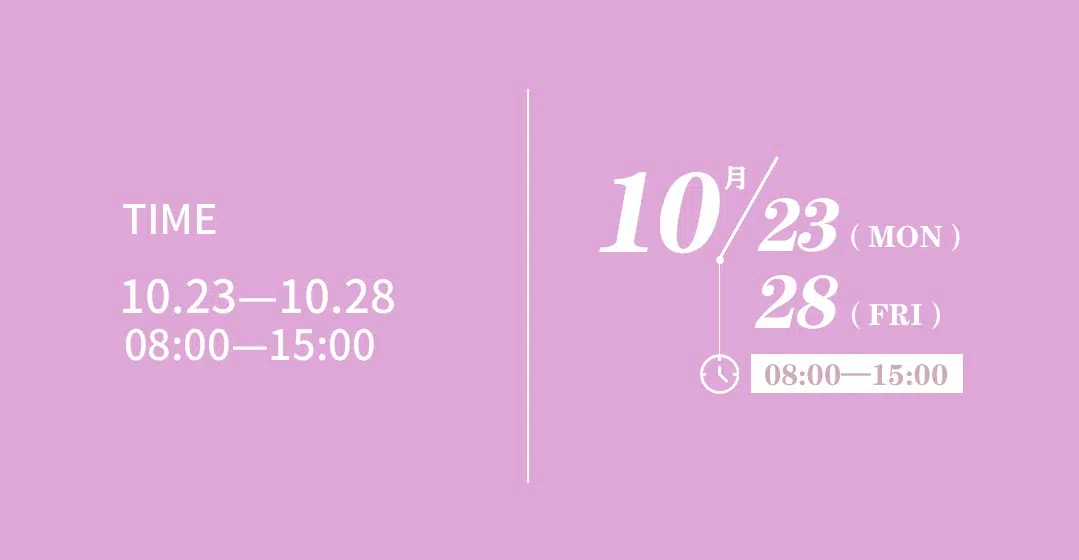 TIME
10.23—10.28
08:00—15:00
10月/23 ( MON )
28 ( FRI )
08:00—15:00